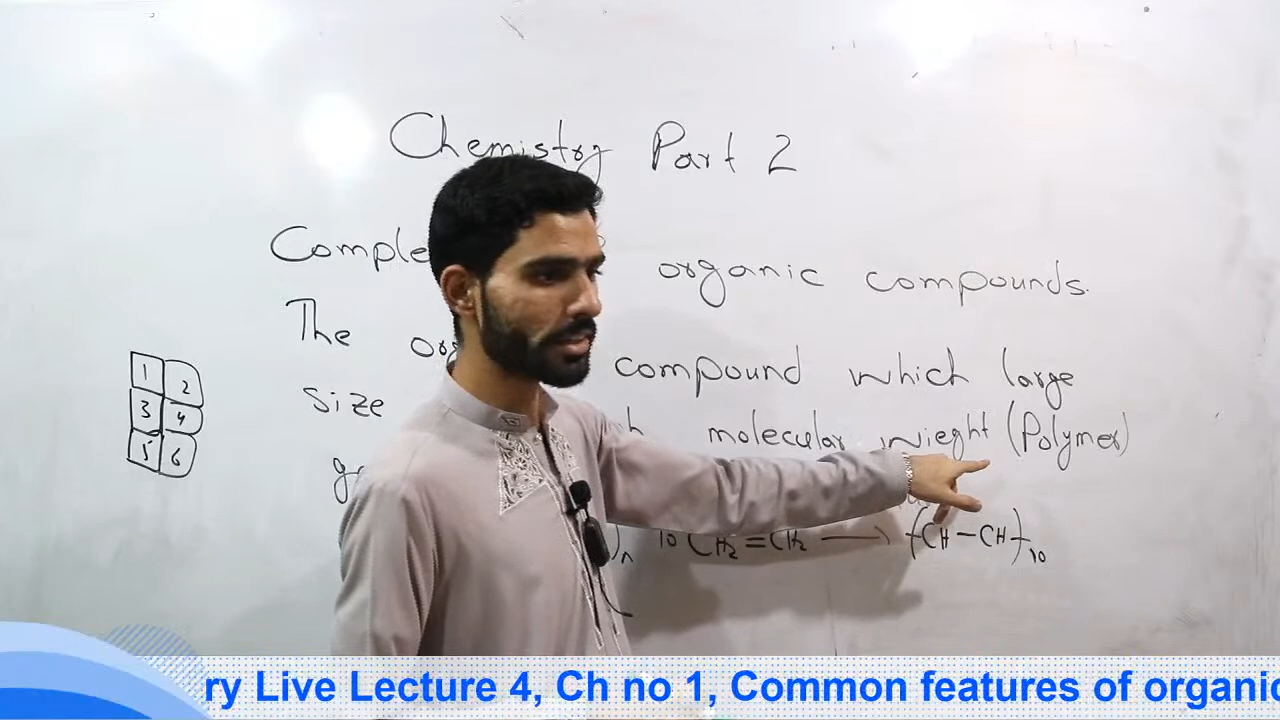 Chemistry Part 2
Comple organic compounds.
The org compound which large
size h molecular wieght (Polymer)
g
)n 10 CH2 = CH2 → (CH – CH)10
1 2
3 4
5 6
ry Live Lecture 4, Ch no 1, Common features of organic